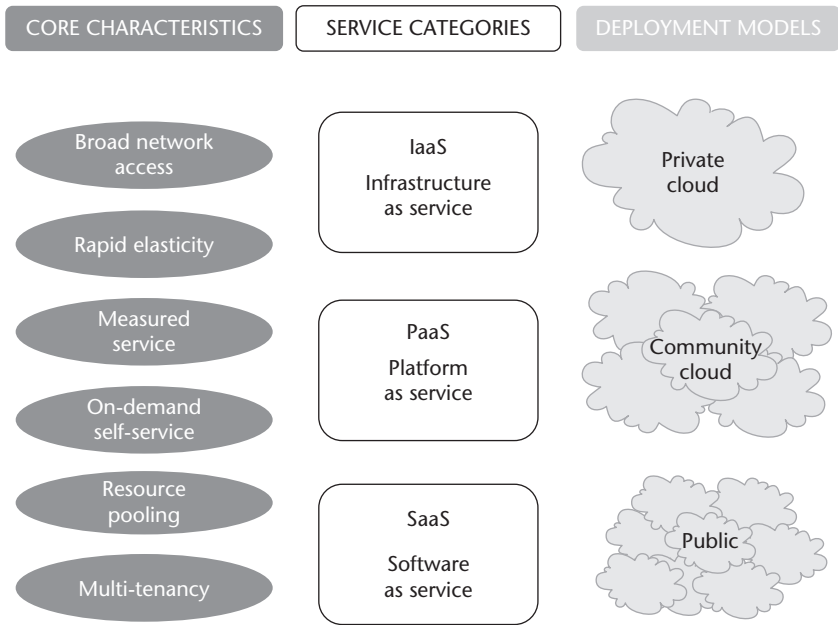 CORE CHARACTERISTICS
SERVICE CATEGORIES
DEPLOYMENT MODELS
Broad network
access
Rapid elasticity
Measured
service
On-demand
self-service
Resource
pooling
Multi-tenancy
IaaS
Infrastructure
as service
PaaS
Platform
as service
SaaS
Software
as service
Private
cloud
Community
cloud
Public